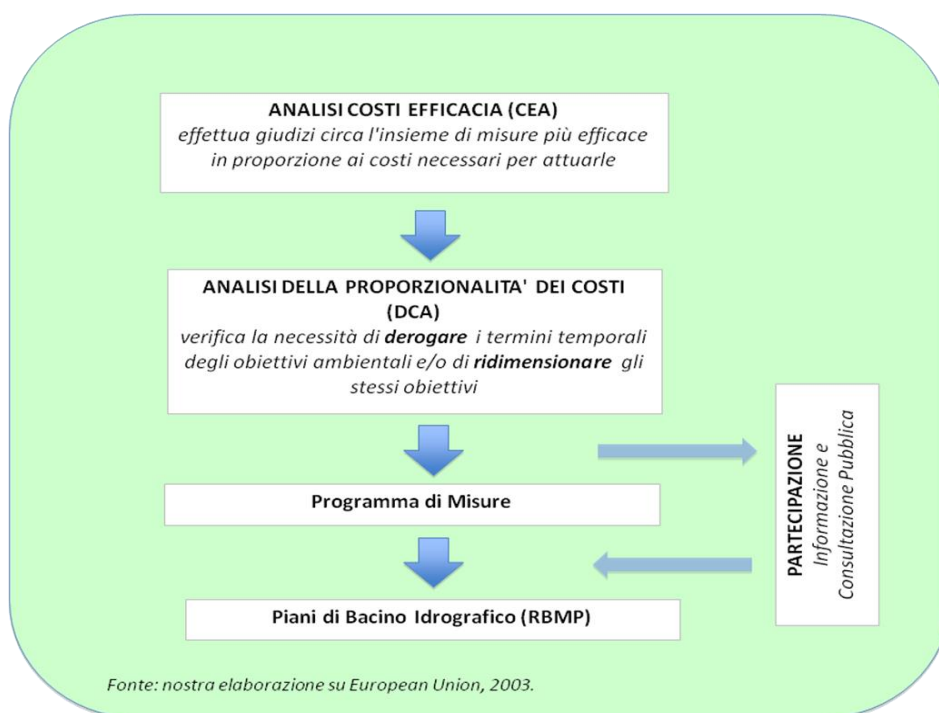 ANALISI COSTI EFFICACIA (CEA)
effettua giudizi circa l'insieme di misure più efficace
in proporzione ai costi necessari per attuarle
ANALISI DELLA PROPORZIONALITA' DEI COSTI
(DCA)
verifica la necessità di derogare i termini temporali
degli obiettivi ambientali e/o di ridimensionare gli
stessi obiettivi
Programma di Misure
Piani di Bacino Idrografico (RBMP)
PARTECIPAZIONE
Informazione e
Consultazione Pubblica
Fonte: nostra elaborazione su European Union, 2003.